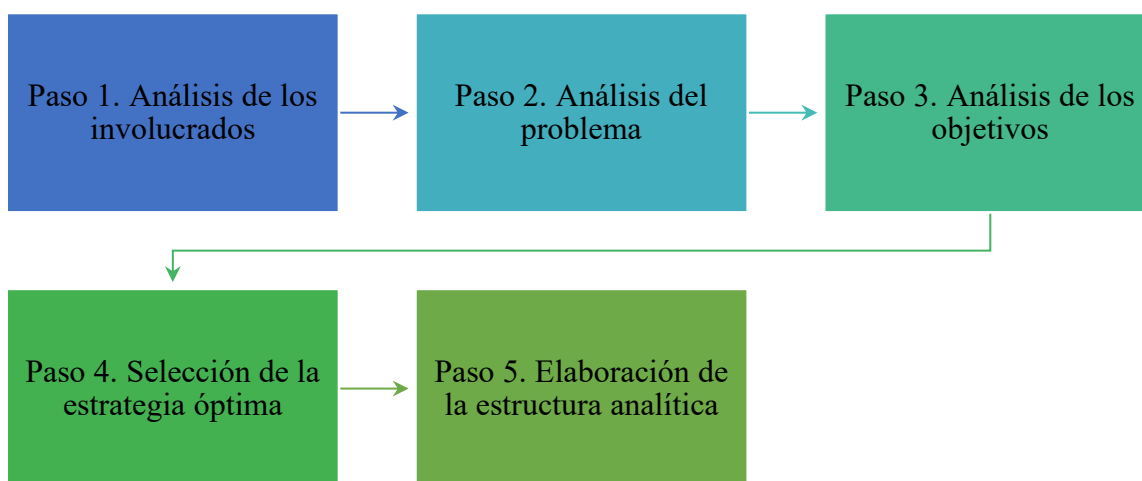 Paso 1. Análisis de los
involucrados
Paso 2. Análisis del
problema
Paso 3. Análisis de los
objetivos
Paso 4. Selección de la
estrategia óptima
Paso 5. Elaboración de
la estructura analítica